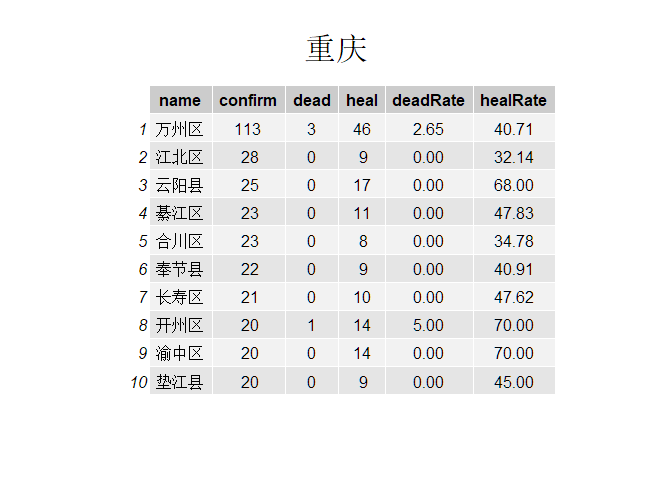 重庆
name confirm dead heal deadRate healRate
1 万州区 113 3 46 2.65 40.71
2 江北区 28 0 9 0.00 32.14
3 云阳县 25 0 17 0.00 68.00
4 綦江区 23 0 11 0.00 47.83
5 合川区 23 0 8 0.00 34.78
6 奉节县 22 0 9 0.00 40.91
7 长寿区 21 0 10 0.00 47.62
8 开州区 20 1 14 5.00 70.00
9 渝中区 20 0 14 0.00 70.00
10 垫江县 20 0 9 0.00 45.00